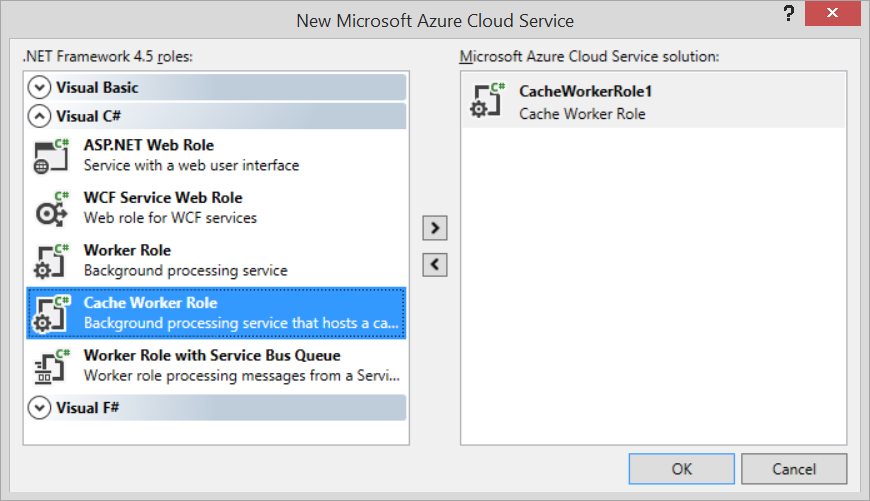 New Microsoft Azure Cloud Service
?
.NET Framework 4.5 roles:
Microsoft Azure Cloud Service solution:
Visual Basic
Visual C#
C#
ASP.NET Web Role
Service with a web user interface
C#
WCF Service Web Role
Web role for WCF services
C#
Worker Role
Background processing service
C#
Cache Worker Role
Background processing service that hosts a ca...
C#
Worker Role with Service Bus Queue
Worker role processing messages from a Servi...
Visual F#
C#
CacheWorkerRole1
Cache Worker Role
OK
Cancel